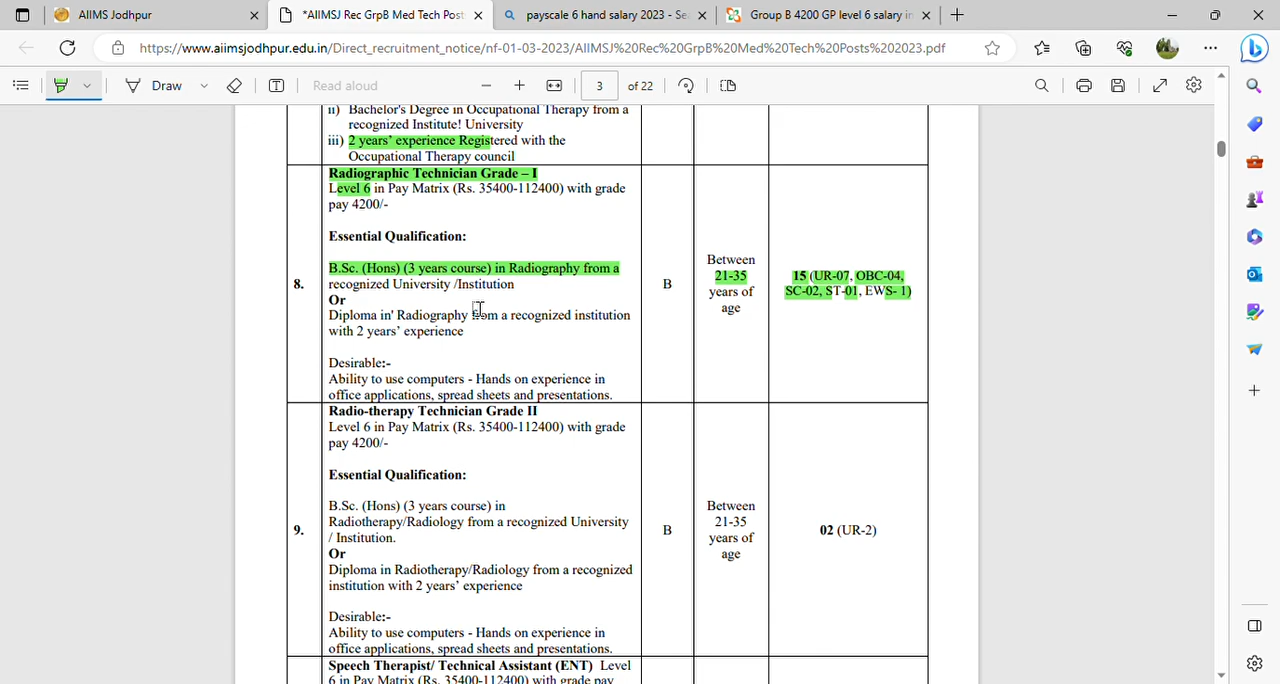 AIIMS Jodhpur
*AIIMSJ Rec GrpB Med Tech Post
payscale 6 hand salary 2023 - Se
Group B 4200 GP level 6 salary in
https://www.aiimsjodhpur.edu.in/Direct_recruitment_notice/nf-01-03-2023/AIIMSJ%20Rec%20GrpB%20Med%20Tech%20Posts%202023.pdf
Draw
Read aloud
3
of 22
ii) Bachelor's Degree in Occupational Therapy from a
recognized Institute! University
iii) 2 years' experience Registered with the
Occupational Therapy council
8.
Radiographic Technician Grade – I
Level 6 in Pay Matrix (Rs. 35400-112400) with grade
pay 4200/-
Essential Qualification:
B.Sc. (Hons) (3 years course) in Radiography from a
recognized University /Institution
Or
Diploma in' Radiography from a recognized institution
with 2 years' experience
Desirable:-
Ability to use computers - Hands on experience in
office applications, spread sheets and presentations.
B
Between
21-35
years of
age
15 (UR-07, OBC-04,
SC-02, ST-01, EWS- 1)
9.
Radio-therapy Technician Grade II
Level 6 in Pay Matrix (Rs. 35400-112400) with grade
pay 4200/-
Essential Qualification:
B.Sc. (Hons) (3 years course) in
Radiotherapy/Radiology from a recognized University
/ Institution.
Or
Diploma in Radiotherapy/Radiology from a recognized
institution with 2 years' experience
Desirable:-
Ability to use computers - Hands on experience in
office applications, spread sheets and presentations.
B
Between
21-35
years of
age
02 (UR-2)
Speech Therapist/ Technical Assistant (ENT) Level
6 in Pay Matrix (Rs. 35400-112400) with grade pay